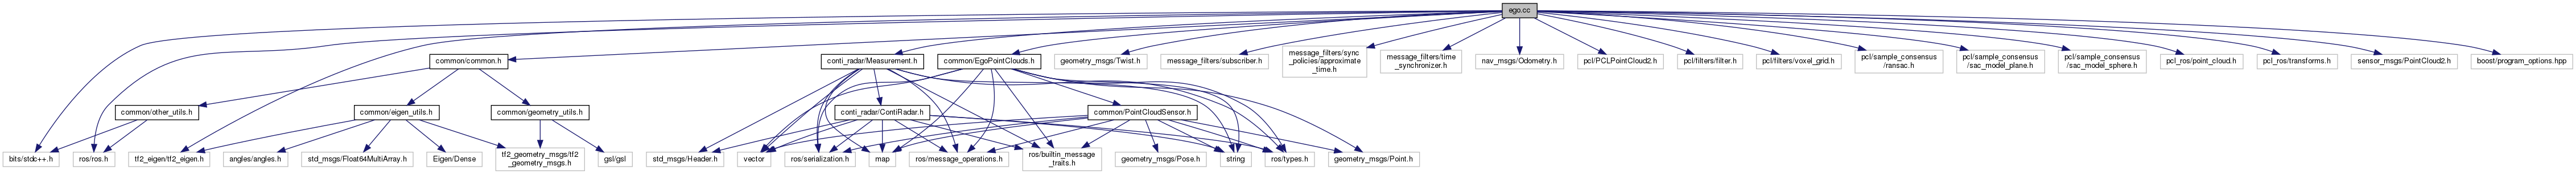 ego.cc
common/common.h
conti_radar/Measurement.h
common/EgoPointClouds.h
geometry_msgs/Twist.h
message_filters/subscriber.h
message_filters/sync
_policies/approximate
_time.h
message_filters/time
_synchronizer.h
nav_msgs/Odometry.h
pcl/PCLPointCloud2.h
pcl/filters/filter.h
pcl/filters/voxel_grid.h
pcl/sample_consensus
/ransac.h
pcl/sample_consensus
/sac_model_plane.h
pcl/sample_consensus
/sac_model_sphere.h
pcl_ros/point_cloud.h
pcl_ros/transforms.h
sensor_msgs/PointCloud2.h
boost/program_options.hpp
common/other_utils.h
common/eigen_utils.h
common/geometry_utils.h
conti_radar/ContiRadar.h
common/PointCloudSensor.h
bits/stdc++.h
ros/ros.h
tf2_eigen/tf2_eigen.h
angles/angles.h
std_msgs/Float64MultiArray.h
Eigen/Dense
tf2_geometry_msgs/tf2
_geometry_msgs.h
gsl/gsl
std_msgs/Header.h
vector
ros/serialization.h
map
ros/message_operations.h
ros/builtin_message
_traits.h
geometry_msgs/Pose.h
string
ros/types.h
geometry_msgs/Point.h